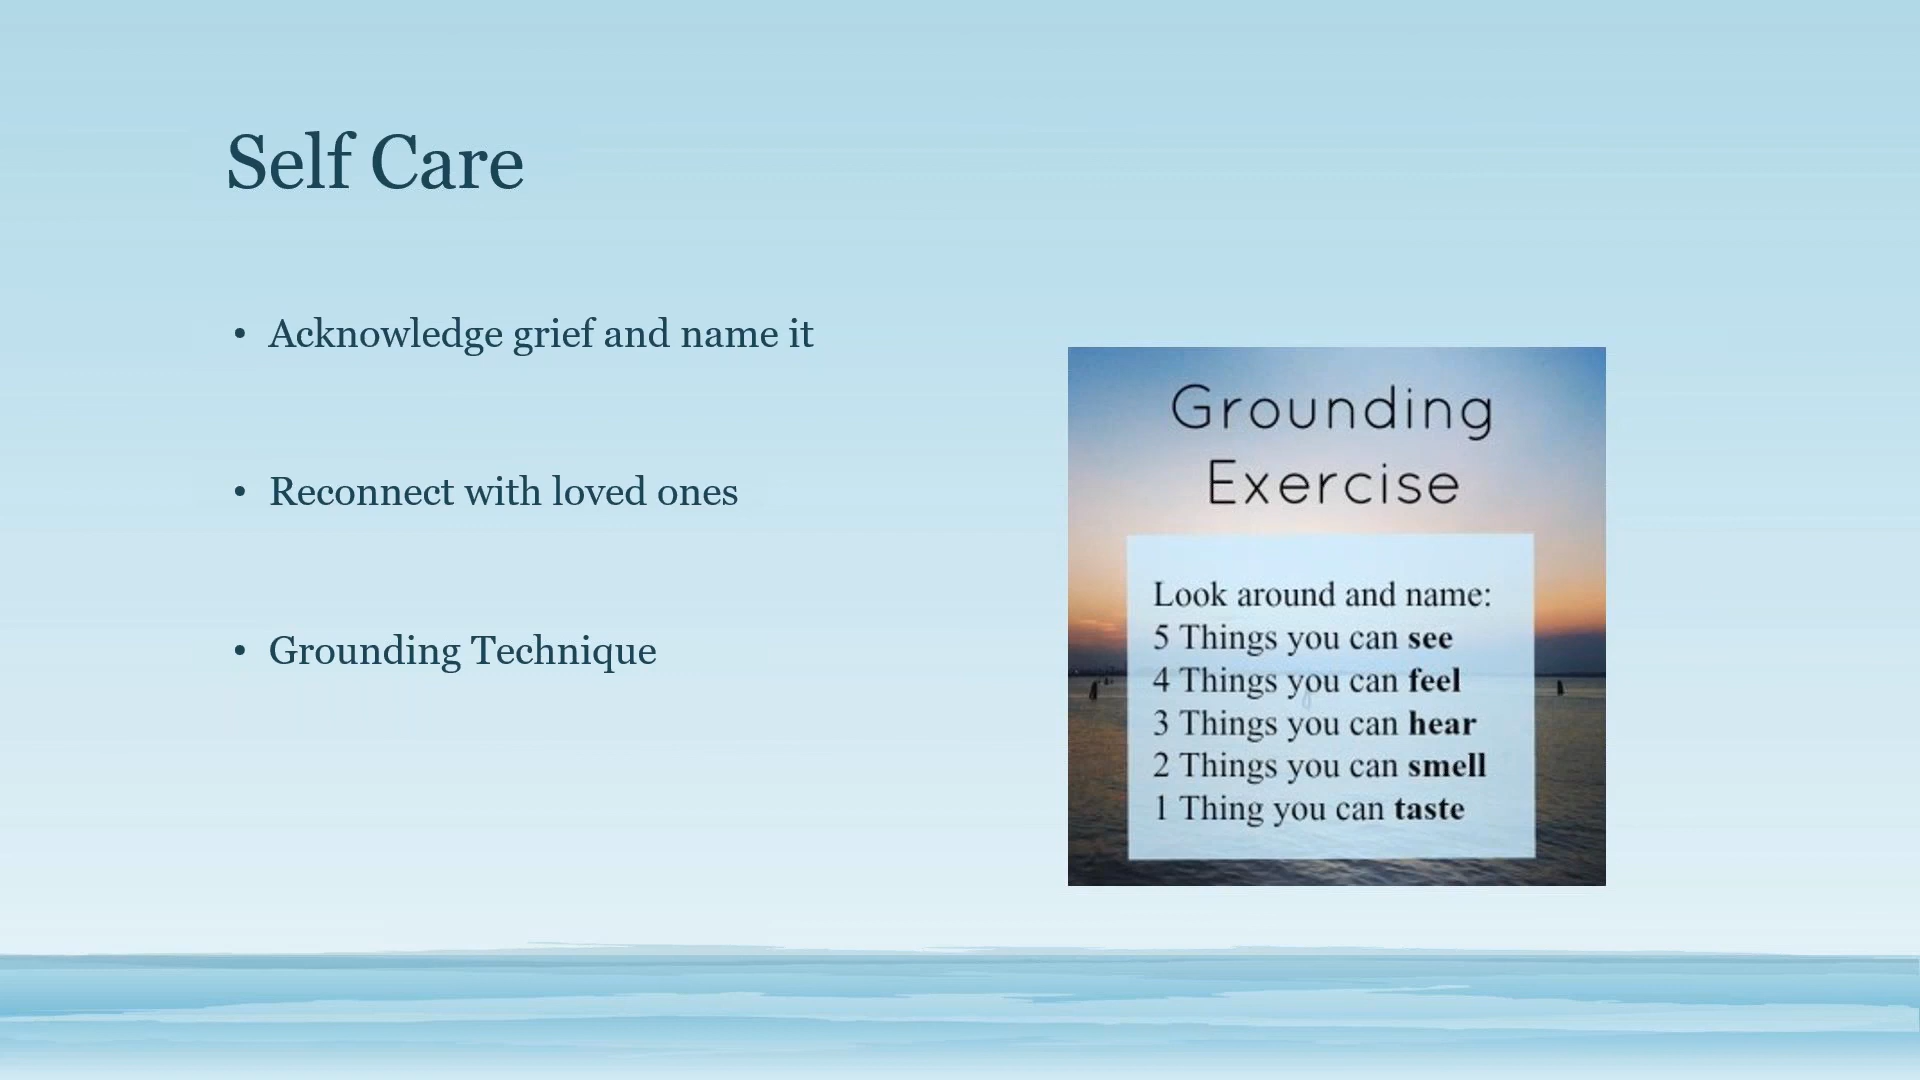 Self Care
• Acknowledge grief and name it
• Reconnect with loved ones
• Grounding Technique
Grounding
Exercise
Look around and name:
5 Things you can see
4 Things you can feel
3 Things you can hear
2 Things you can smell
1 Thing you can taste